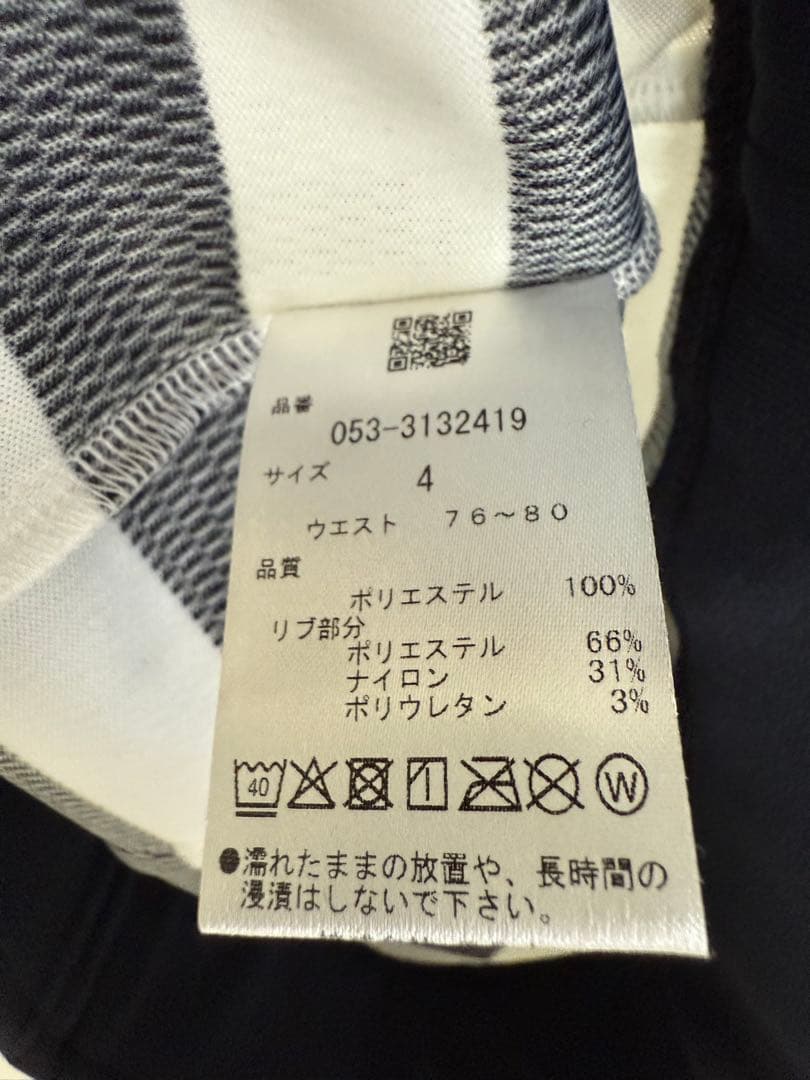 品番
053-3132419
サイズ
4
ウエスト 76～80
品質
ポリエステル 100%
リブ部分
ポリエステル 66%
ナイロン 31%
ポリウレタン 3%
40
W
●濡れたままの放置や、長時間の
浸漬はしないで下さい。